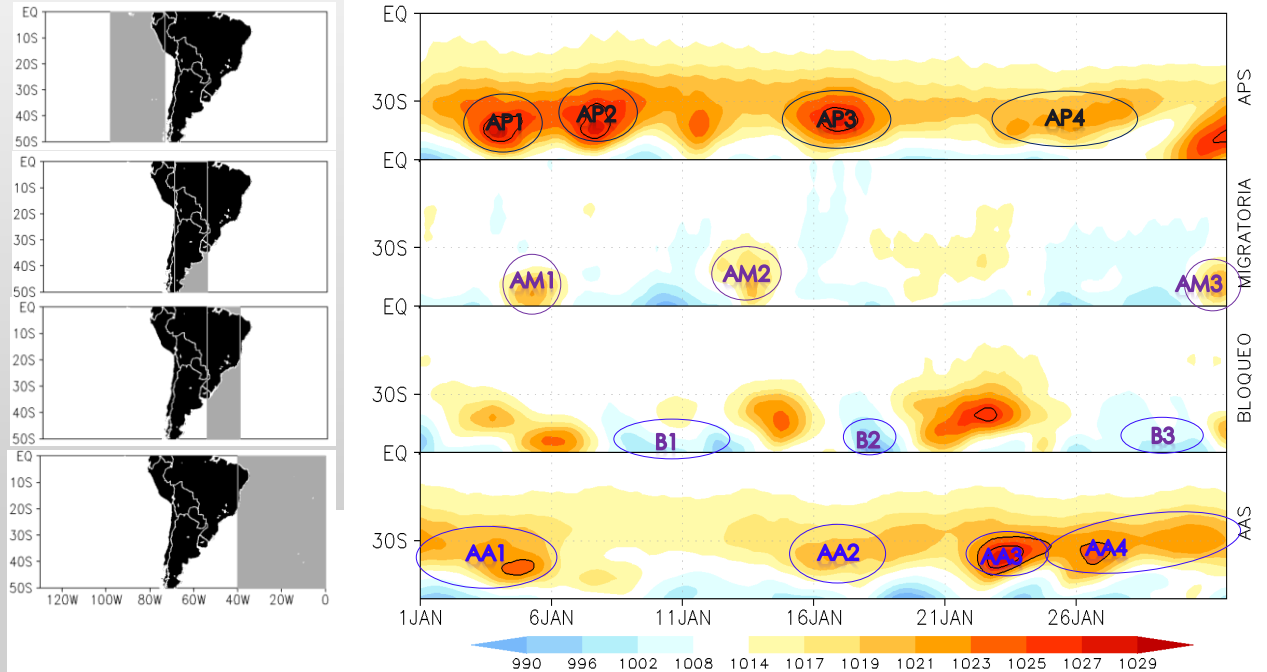 EQ
10S
20S
30S
40S
50S
EQ
10S
20S
30S
40S
50S
EQ
10S
20S
30S
40S
50S
EQ
10S
20S
30S
40S
50S
120W 100W 80W 60W 40W 20W 0
EQ
30S
AP1 AP2 AP3 AP4
APS
EQ
30S
AM1 AM2 AM3
MIGRATORIA
EQ
30S
B1 B2 B3
BLOQUEO
EQ
30S
AA1 AA2 AA3 AA4
AAS
1JAN 6JAN 11JAN 16JAN 21JAN 26JAN
990 996 1002 1008 1014 1017 1019 1021 1023 1025 1027 1029